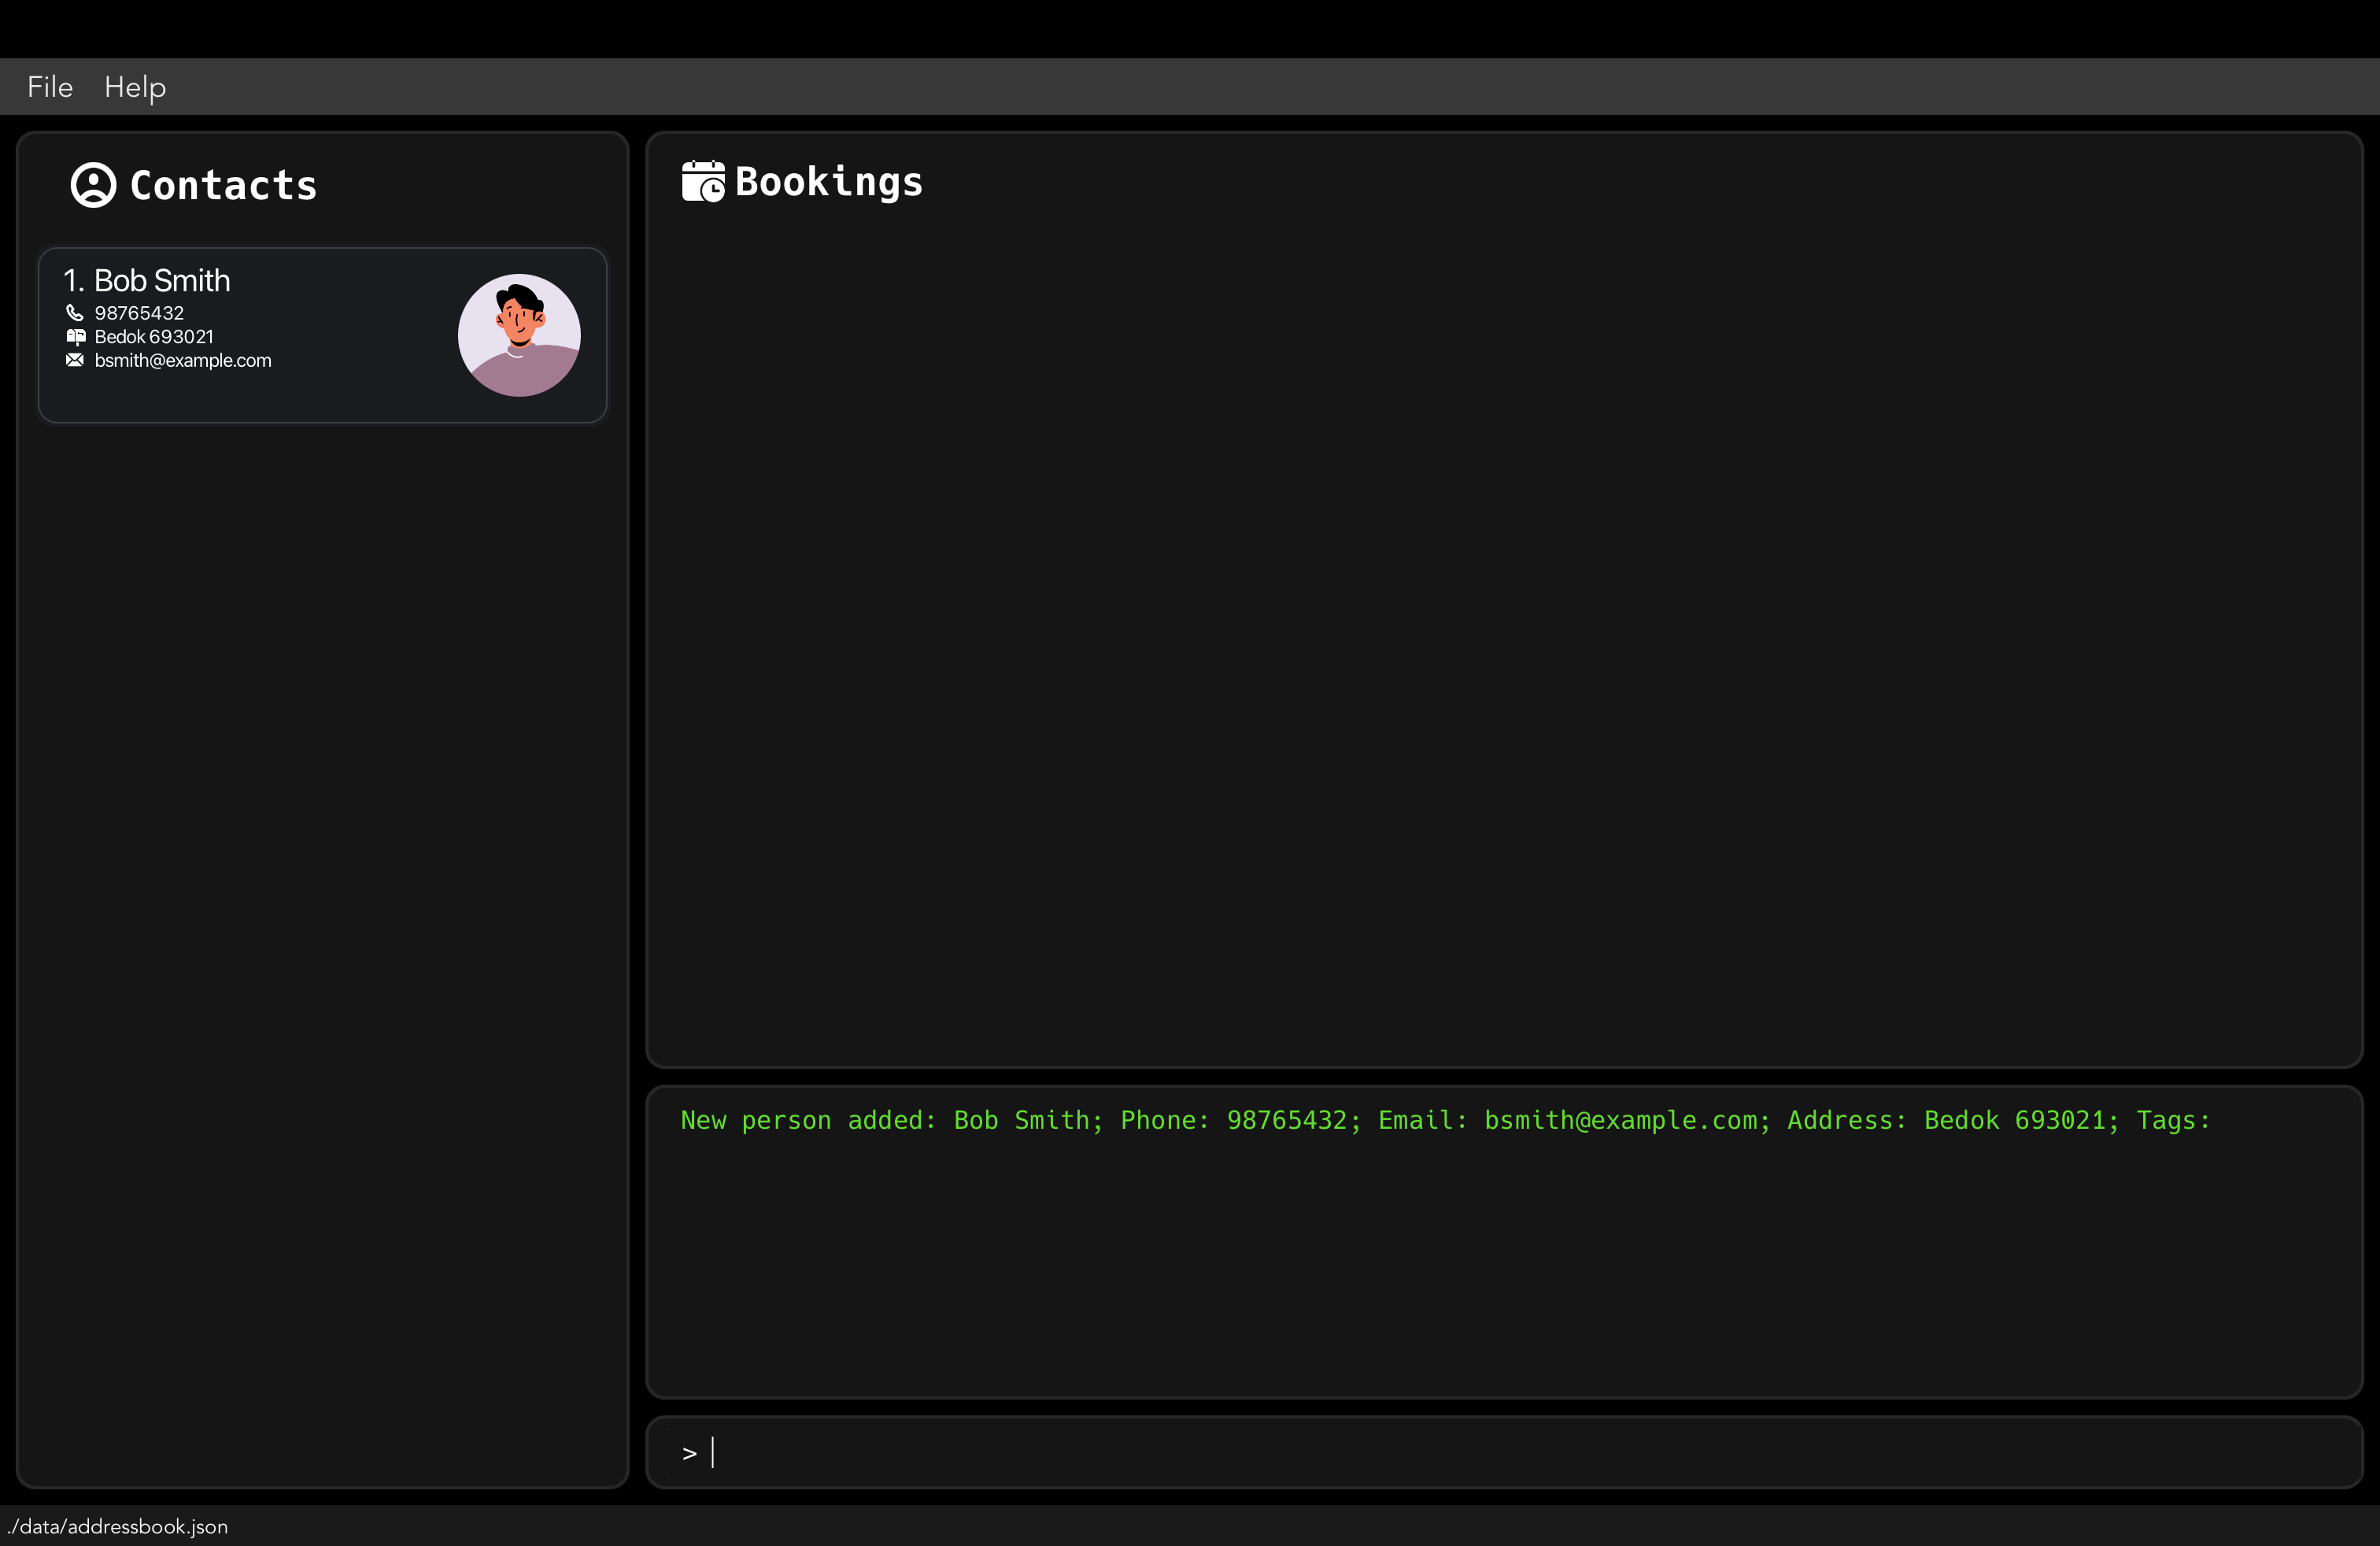 File Help
Contacts
1. Bob Smith
98765432
Bedok 693021
bsmith@example.com
Bookings
New person added: Bob Smith; Phone: 98765432; Email: bsmith@example.com; Address: Bedok 693021; Tags:
>
./data/addressbook.json